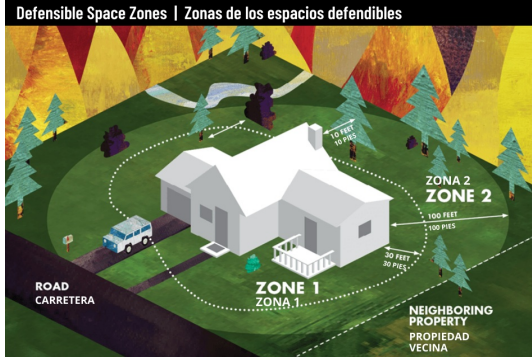 Defensible Space Zones | Zonas de los espacios defendibles
10 FEET
10 PIES
ZONA 2
ZONE 2
100 FEET
100 PIES
30 FEET
30 PIES
ROAD
CARRETERA
ZONE 1
ZONA 1
NEIGHBORING
PROPERTY
PROPIEDAD
VECINA